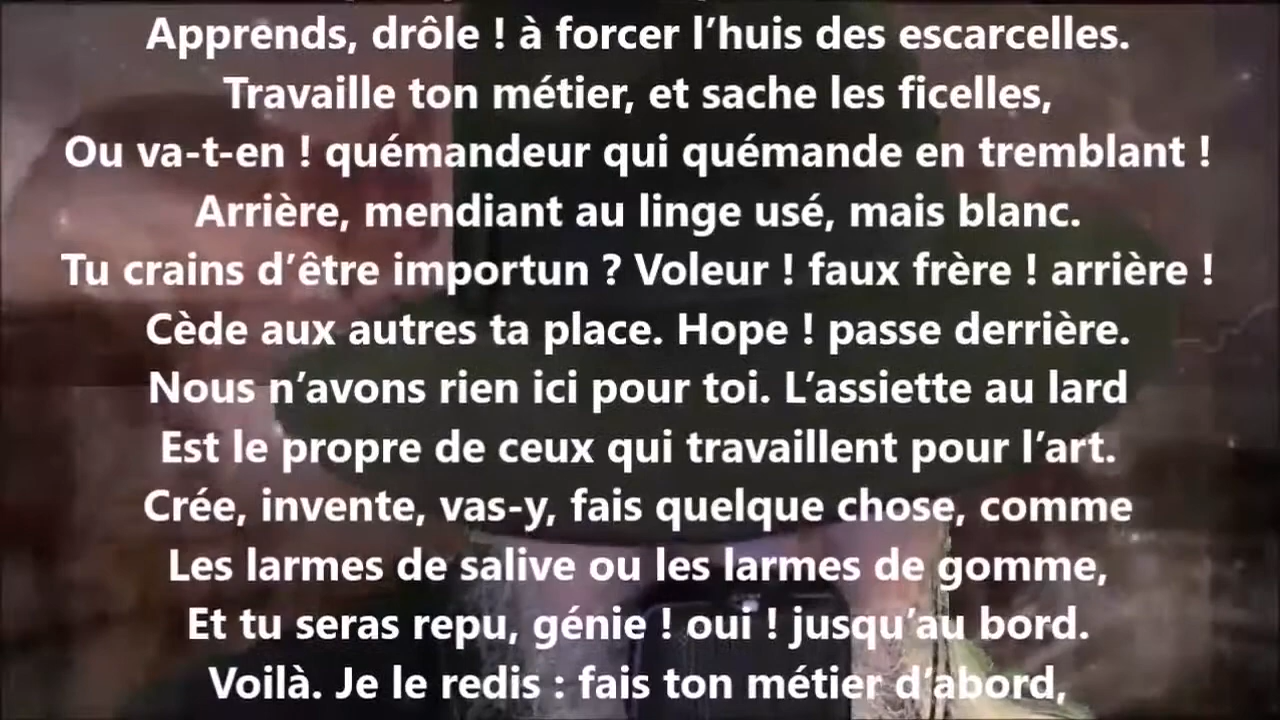 Apprends, drôle ! à forcer l’huis des escarcelles.
Travaille ton métier, et sache les ficelles,
Ou va-t-en ! quémandeur qui quémande en tremblant !
Arrière, mendiant au linge usé, mais blanc.
Tu crains d’être importun ? Voleur ! faux frère ! arrière !
Cède aux autres ta place. Hope ! passe derrière.
Nous n’avons rien ici pour toi. L’assiette au lard
Est le propre de ceux qui travaillent pour l’art.
Crée, invente, vas-y, fais quelque chose, comme
Les larmes de salive ou les larmes de gomme,
Et tu seras repu, génie ! oui ! jusqu’au bord.
Voilà. Je le redis : fais ton métier d’abord,